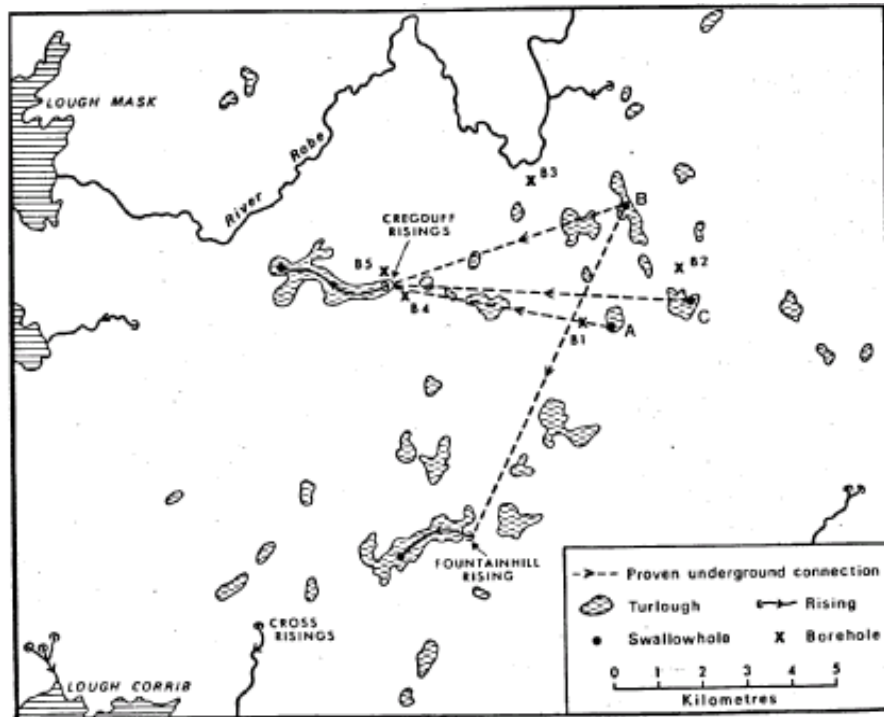 LOUGH MASK
River Robe
B3
B
CREGDUFF
RISINGS
B5
B2
B4
C
A
B1
FOUNTAINHILL
RISING
CROSS
RISINGS
LOUGH CORRIB
Proven underground connection
Turlough
Rising
Swallowhole
X Borehole
0 1 2 3 4 5
Kilometres